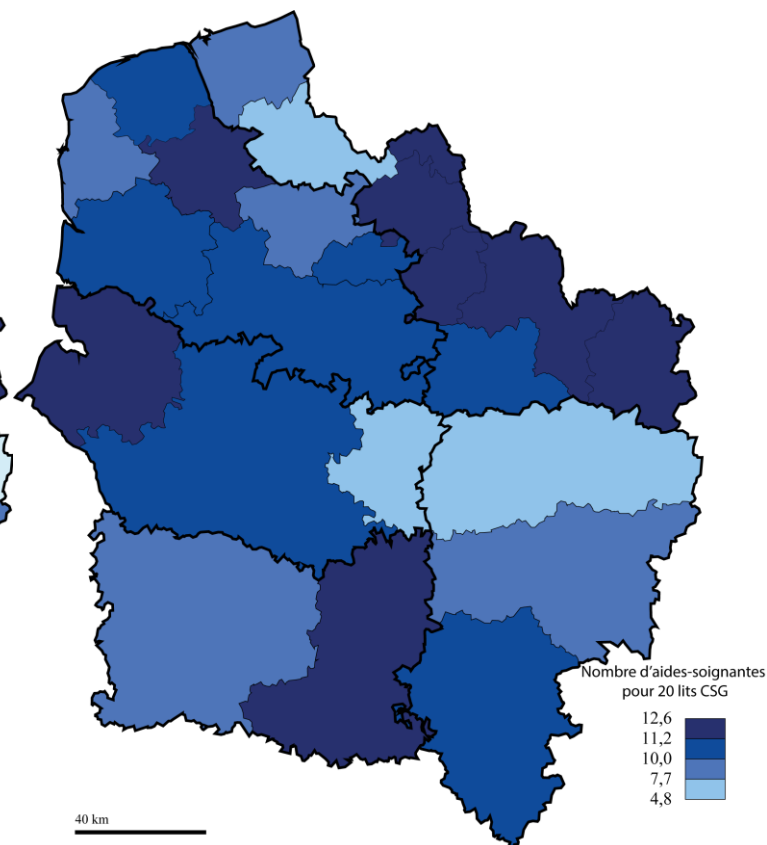 Nombre d'aides-soignantes
pour 20 lits CSG
12,6
11,2
10,0
7,7
4,8
40 km